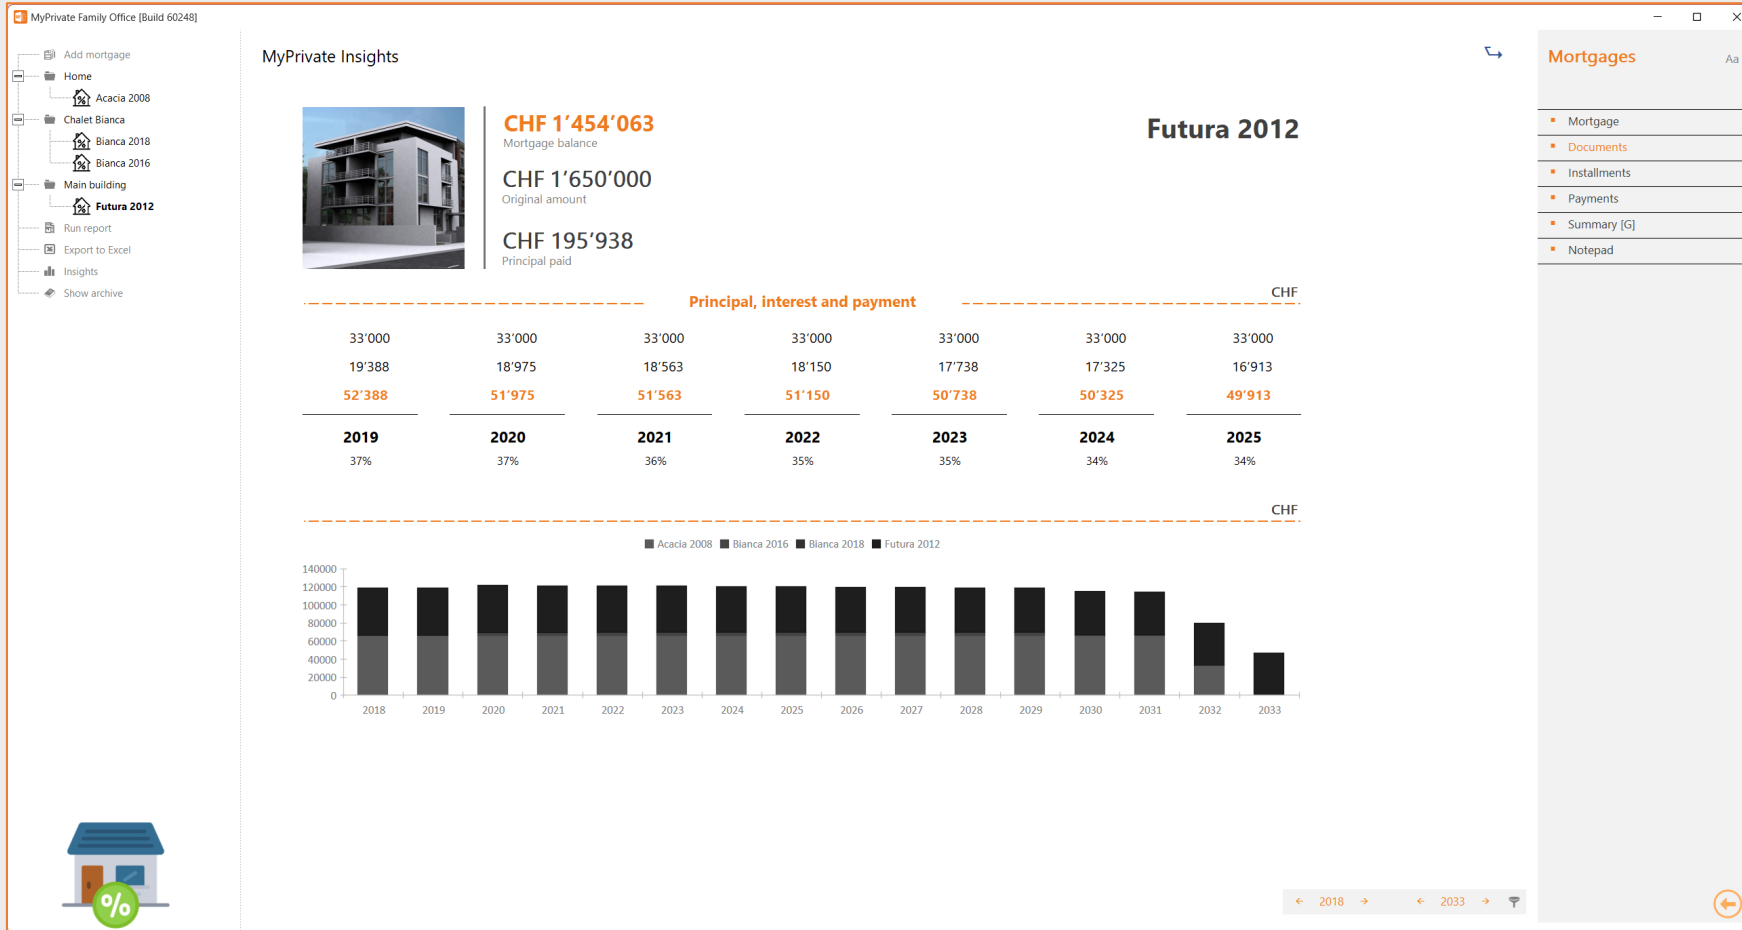 MyPrivate Family Office [Build 60248]
Add mortgage
Home
Acacia 2008
Chalet Bianca
Bianca 2018
Bianca 2016
Main building
Futura 2012
Run report
Export to Excel
Insights
Show archive
%
MyPrivate Insights
CHF 1’454’063
Mortgage balance
CHF 1’650’000
Original amount
CHF 195’938
Principal paid
Futura 2012
Principal, interest and payment CHF
33’000 33’000 33’000 33’000 33’000 33’000 33’000
19’388 18’975 18’563 18’150 17’738 17’325 16’913
52’388 51’975 51’563 51’150 50’738 50’325 49’913
2019 2020 2021 2022 2023 2024 2025
37% 37% 36% 35% 35% 34% 34%
CHF
Acacia 2008 Bianca 2016 Bianca 2018 Futura 2012
140000
120000
100000
80000
60000
40000
20000
0
2018 2019 2020 2021 2022 2023 2024 2025 2026 2027 2028 2029 2030 2031 2032 2033
2018 2033
Mortgages Aa
Mortgage
Documents
Installments
Payments
Summary [G]
Notepad